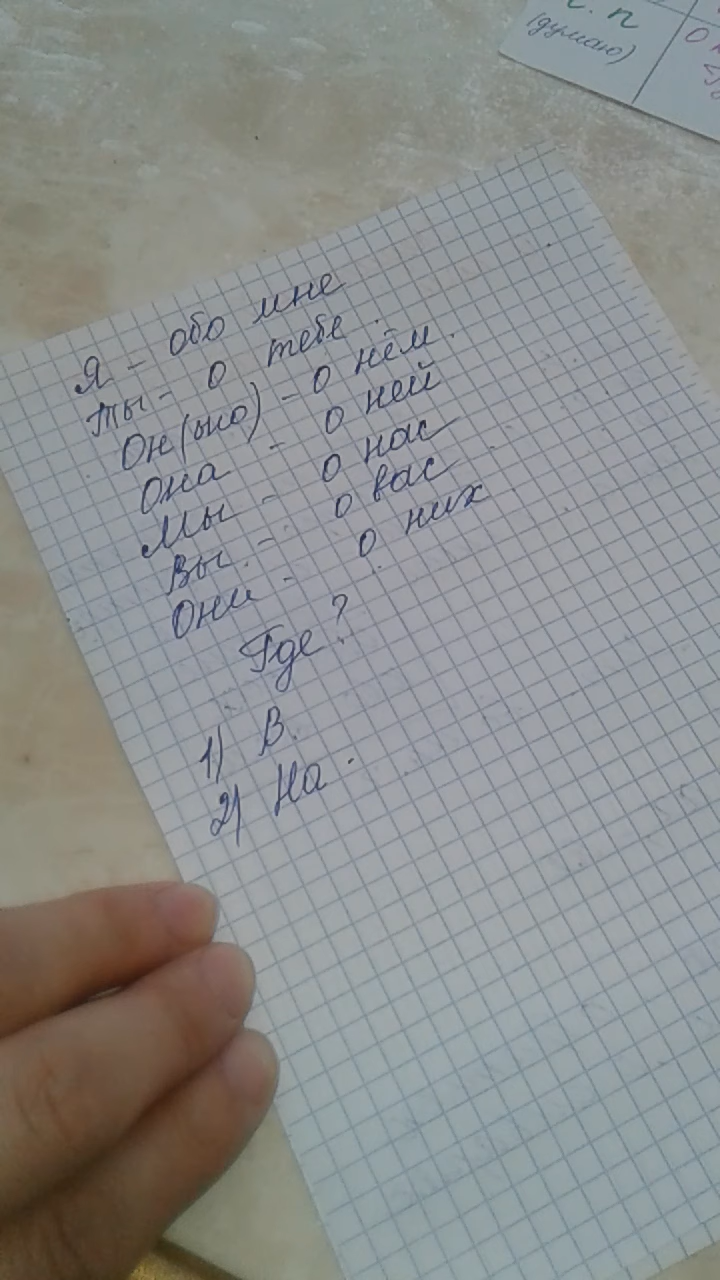 п. п
(думаю)
Я - обо мне
Ты - о тебе.
Он(оно) - о нём.
Она - о ней
Мы - о нас
Вы - о вас
Они - о них
Где?
1) В.
2) На.